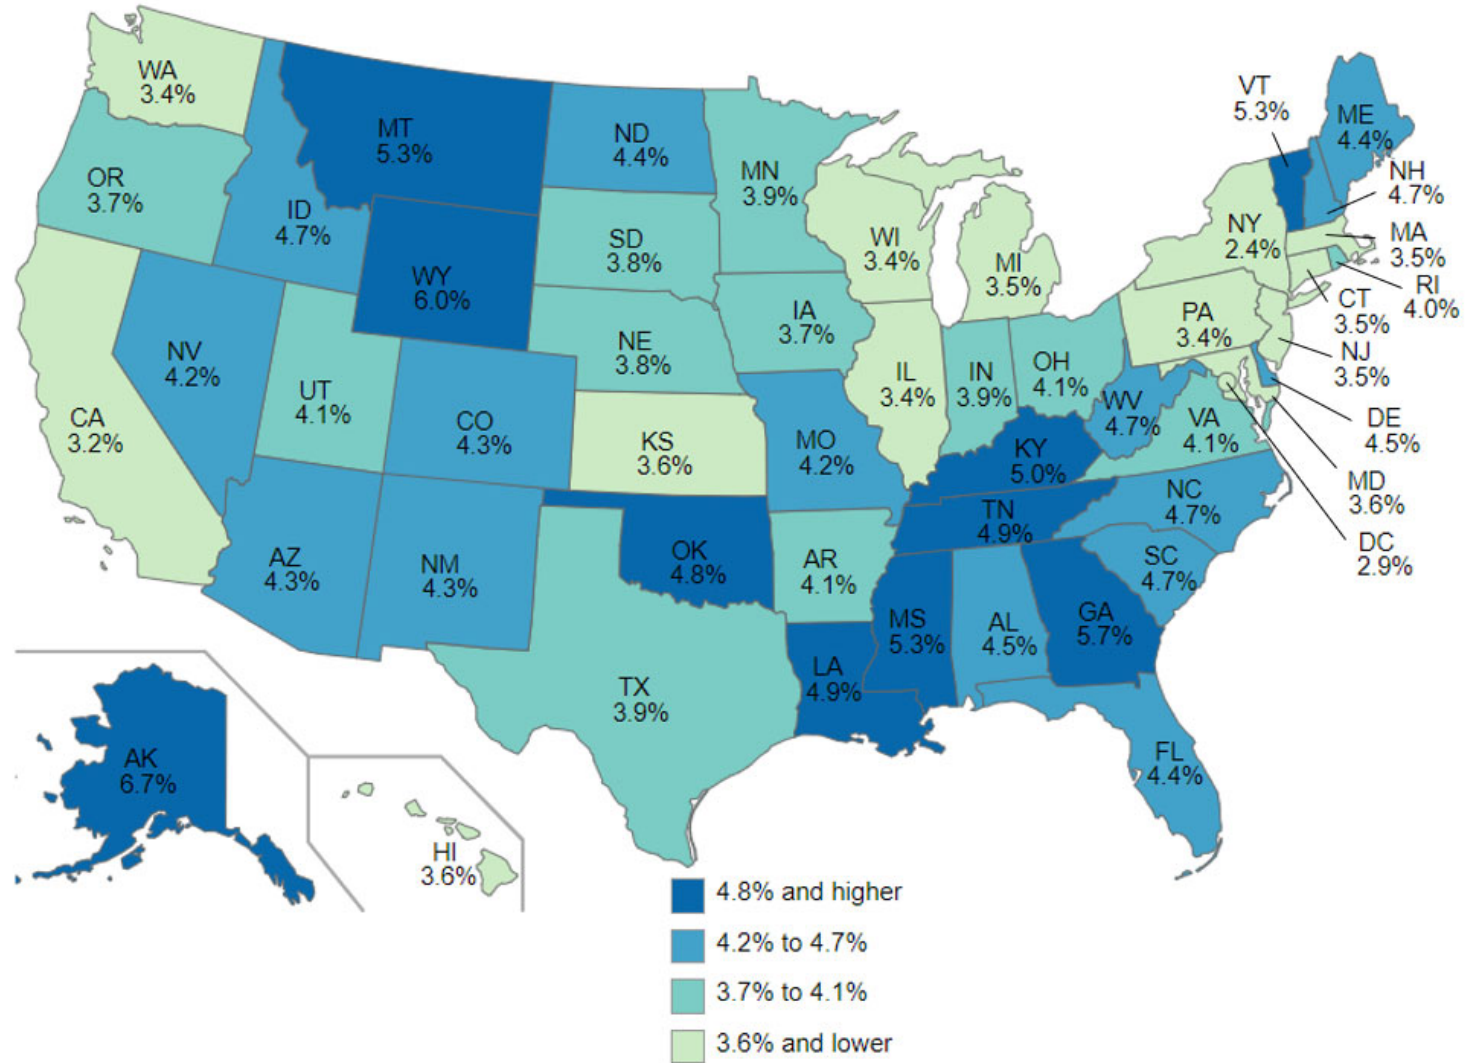 WA
3.4%
MT
5.3%
ND
4.4%
MN
3.9%
VT
5.3%
ME
4.4%
NH
4.7%
OR
3.7%
ID
4.7%
WY
6.0%
SD
3.8%
WI
3.4%
MI
3.5%
NY
2.4%
MA
3.5%
RI
4.0%
CT
3.5%
NV
4.2%
UT
4.1%
CO
4.3%
NE
3.8%
IA
3.7%
IL
3.4%
IN
3.9%
OH
4.1%
PA
3.4%
NJ
3.5%
CA
3.2%
KS
3.6%
MO
4.2%
KY
5.0%
WV
4.7%
VA
4.1%
DE
4.5%
MD
3.6%
DC
2.9%
AZ
4.3%
NM
4.3%
OK
4.8%
AR
4.1%
TN
4.9%
NC
4.7%
SC
4.7%
TX
3.9%
LA
4.9%
MS
5.3%
AL
4.5%
GA
5.7%
FL
4.4%
AK
6.7%
HI
3.6%
4.8% and higher
4.2% to 4.7%
3.7% to 4.1%
3.6% and lower